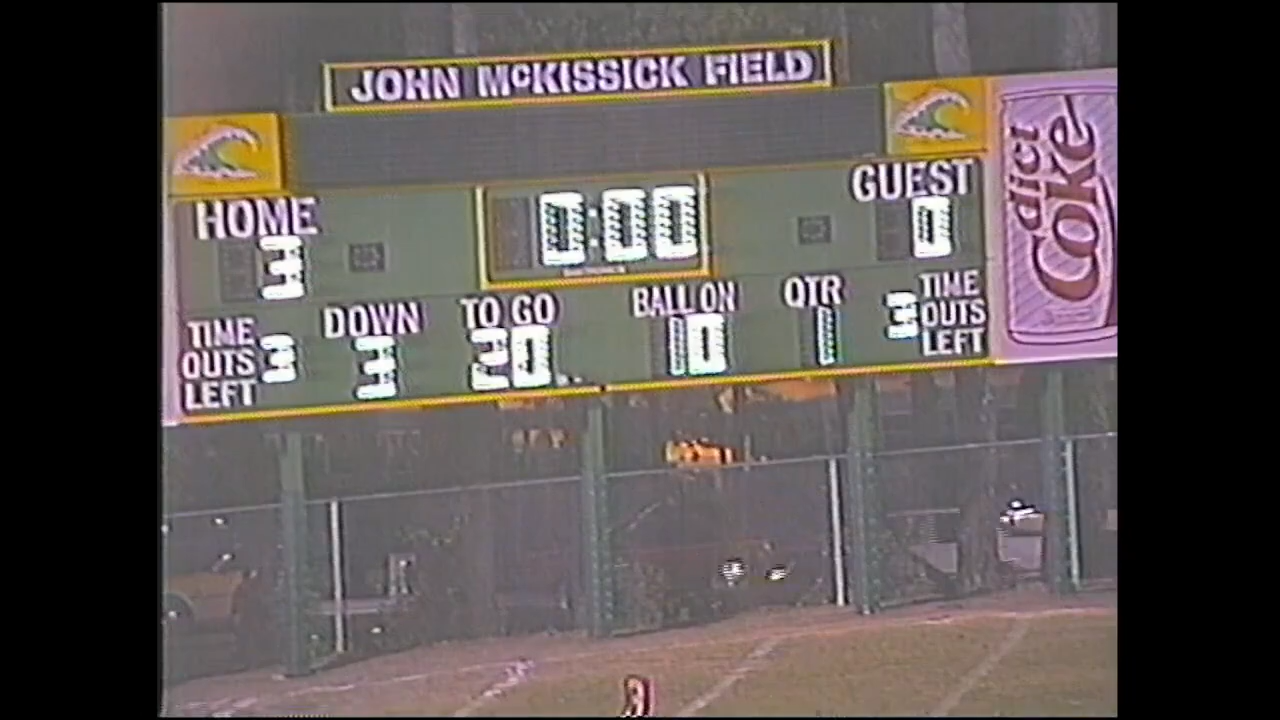 JOHN McKISSICK FIELD
HOME
3
0:00
GUEST
0
TIME OUTS LEFT 3
DOWN
3
TO GO
20
BALL ON
10
QTR
1
3 TIME OUTS LEFT
diet Coke